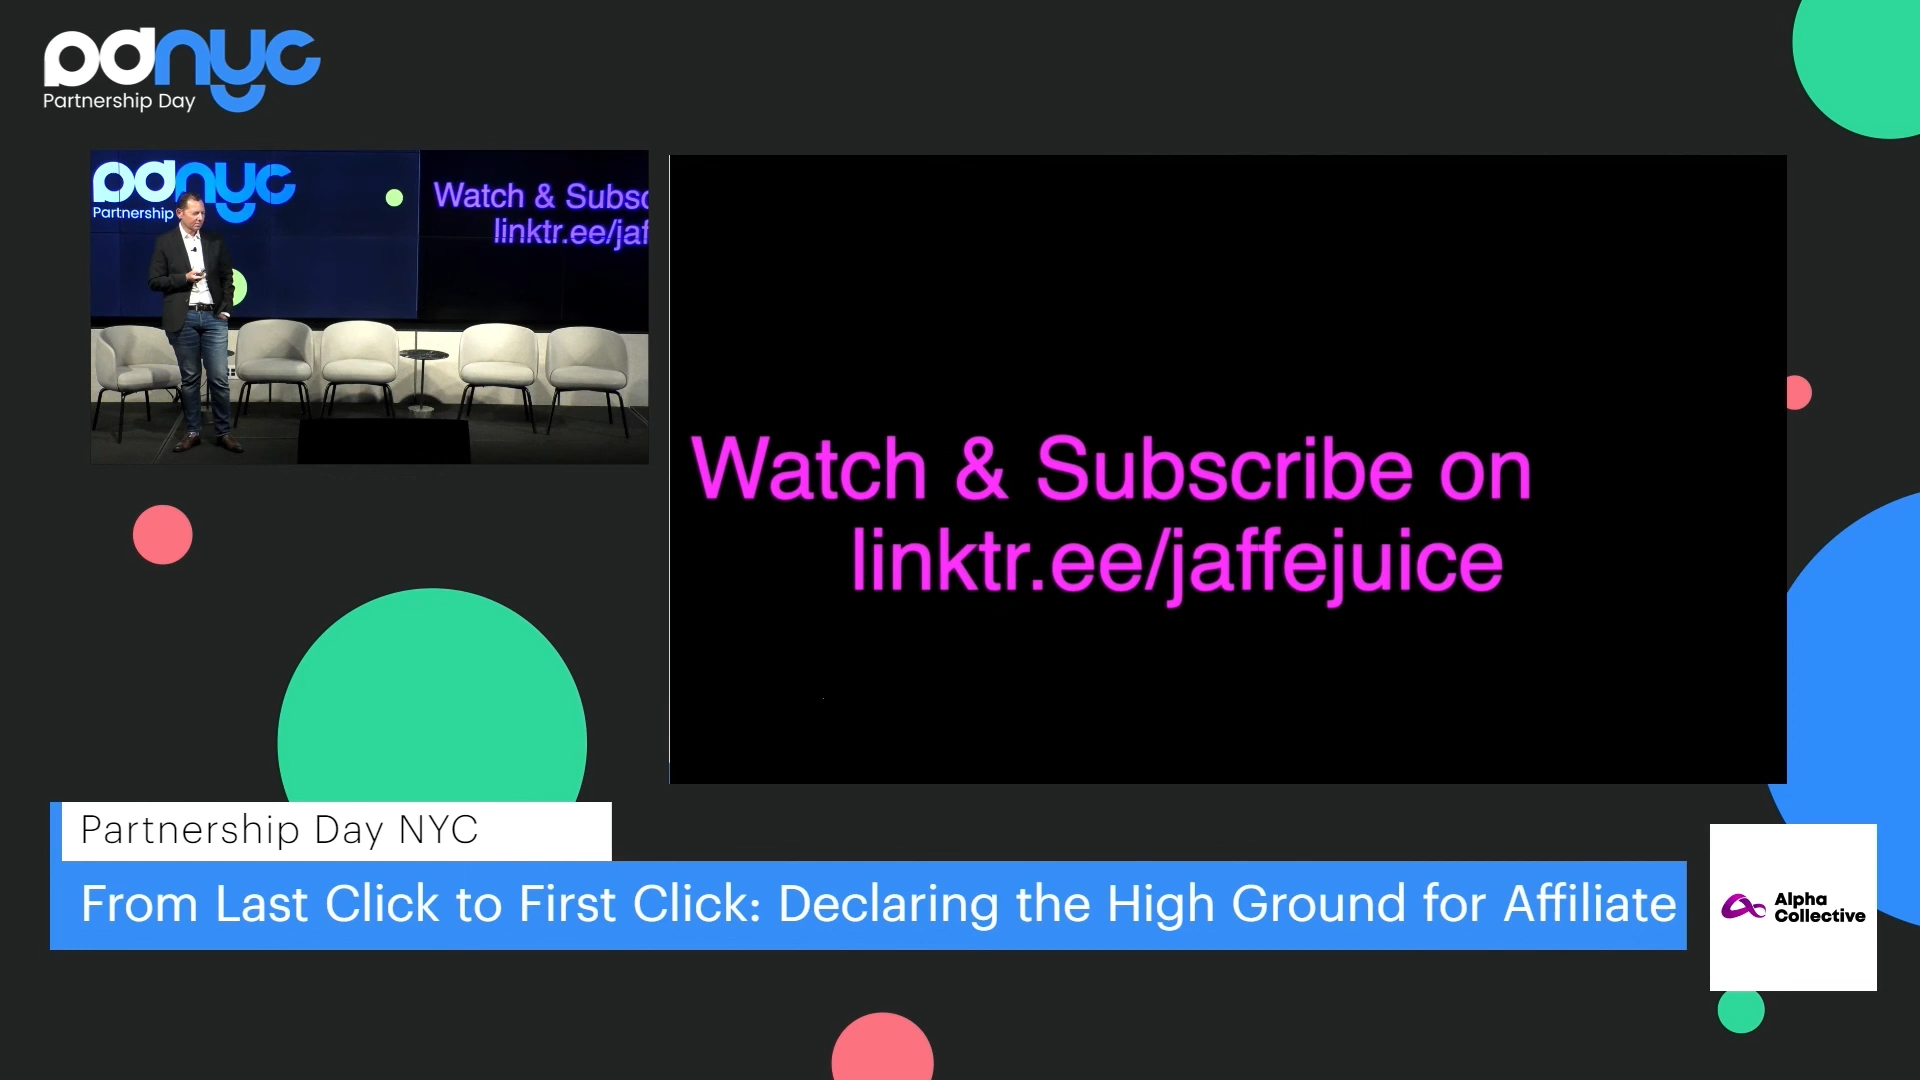 pdnyc
Partnership Day
pdnyc
Partnership
Watch & Subsc
linktr.ee/jaf
Watch & Subscribe on
linktr.ee/jaffejuice
Partnership Day NYC
From Last Click to First Click: Declaring the High Ground for Affiliate
Alpha
Collective